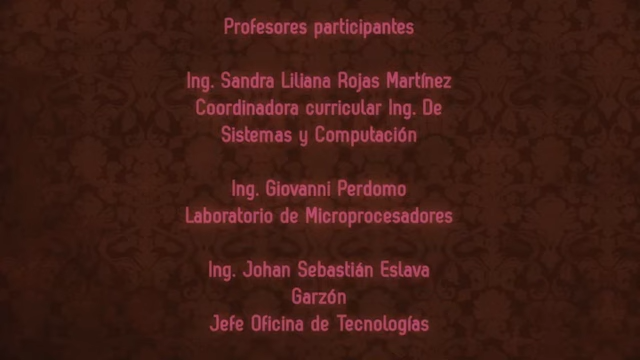 Profesores participantes
Ing. Sandra Liliana Rojas Martínez
Coordinadora curricular Ing. De
Sistemas y Computación
Ing. Giovanni Perdomo
Laboratorio de Microprocesadores
Ing. Johan Sebastián Eslava
Garzón
Jefe Oficina de Tecnologías